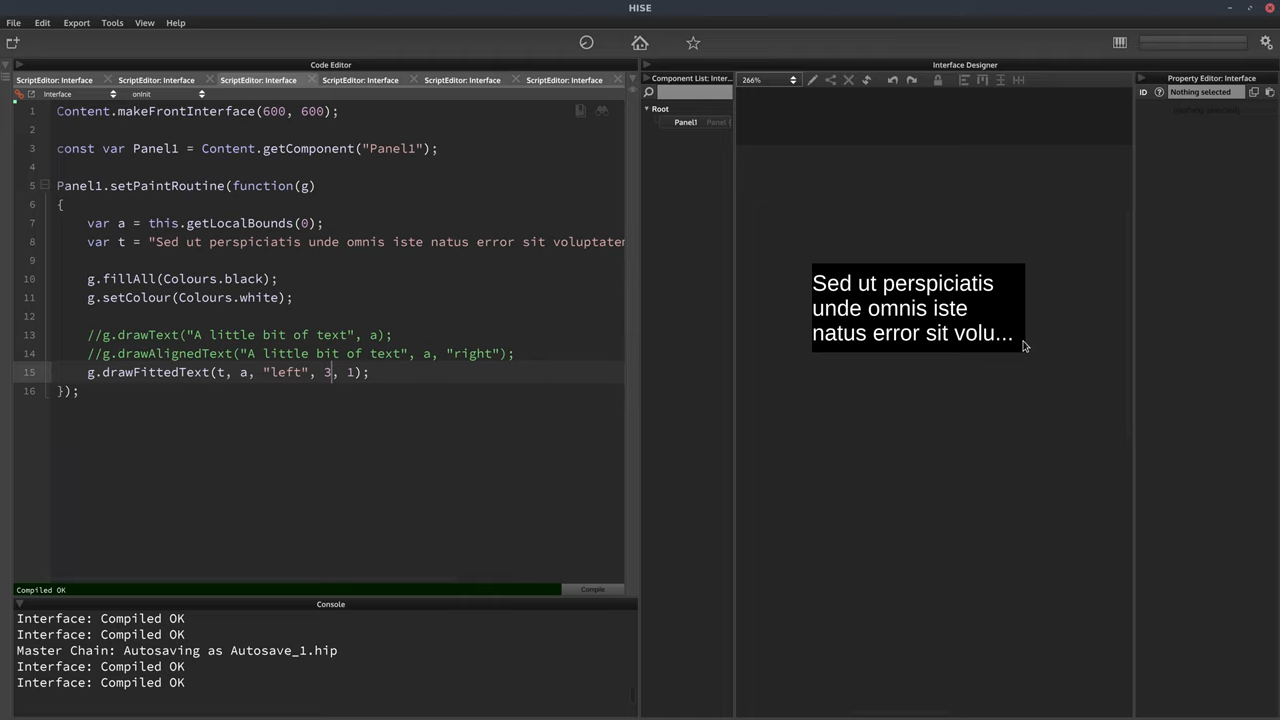 HISE
File Edit Export Tools View Help
Code Editor
ScriptEditor: Interface ScriptEditor: Interface ScriptEditor: Interface ScriptEditor: Interface ScriptEditor: Interface ScriptEditor: Interface
Interface onInit
1 Content.makeFrontInterface(600, 600);
2
3 const var Panel1 = Content.getComponent("Panel1");
4
5 Panel1.setPaintRoutine(function(g)
6 {
7 var a = this.getLocalBounds(0);
8 var t = "Sed ut perspiciatis unde omnis iste natus error sit voluptatem
9
10 g.fillAll(Colours.black);
11 g.setColour(Colours.white);
12
13 //g.drawText("A little bit of text", a);
14 //g.drawAlignedText("A little bit of text", a, "right");
15 g.drawFittedText(t, a, "left", 3, 1);
16 });
Compiled OK Compile
Console
Interface: Compiled OK
Interface: Compiled OK
Master Chain: Autosaving as Autosave_1.hip
Interface: Compiled OK
Interface: Compiled OK
Interface Designer
Component List: Inter...
Root
Panel1 Panel (
266%
Sed ut perspiciatis
unde omnis iste
natus error sit volu...
Property Editor: Interface
ID Nothing selected
(nothing selected)